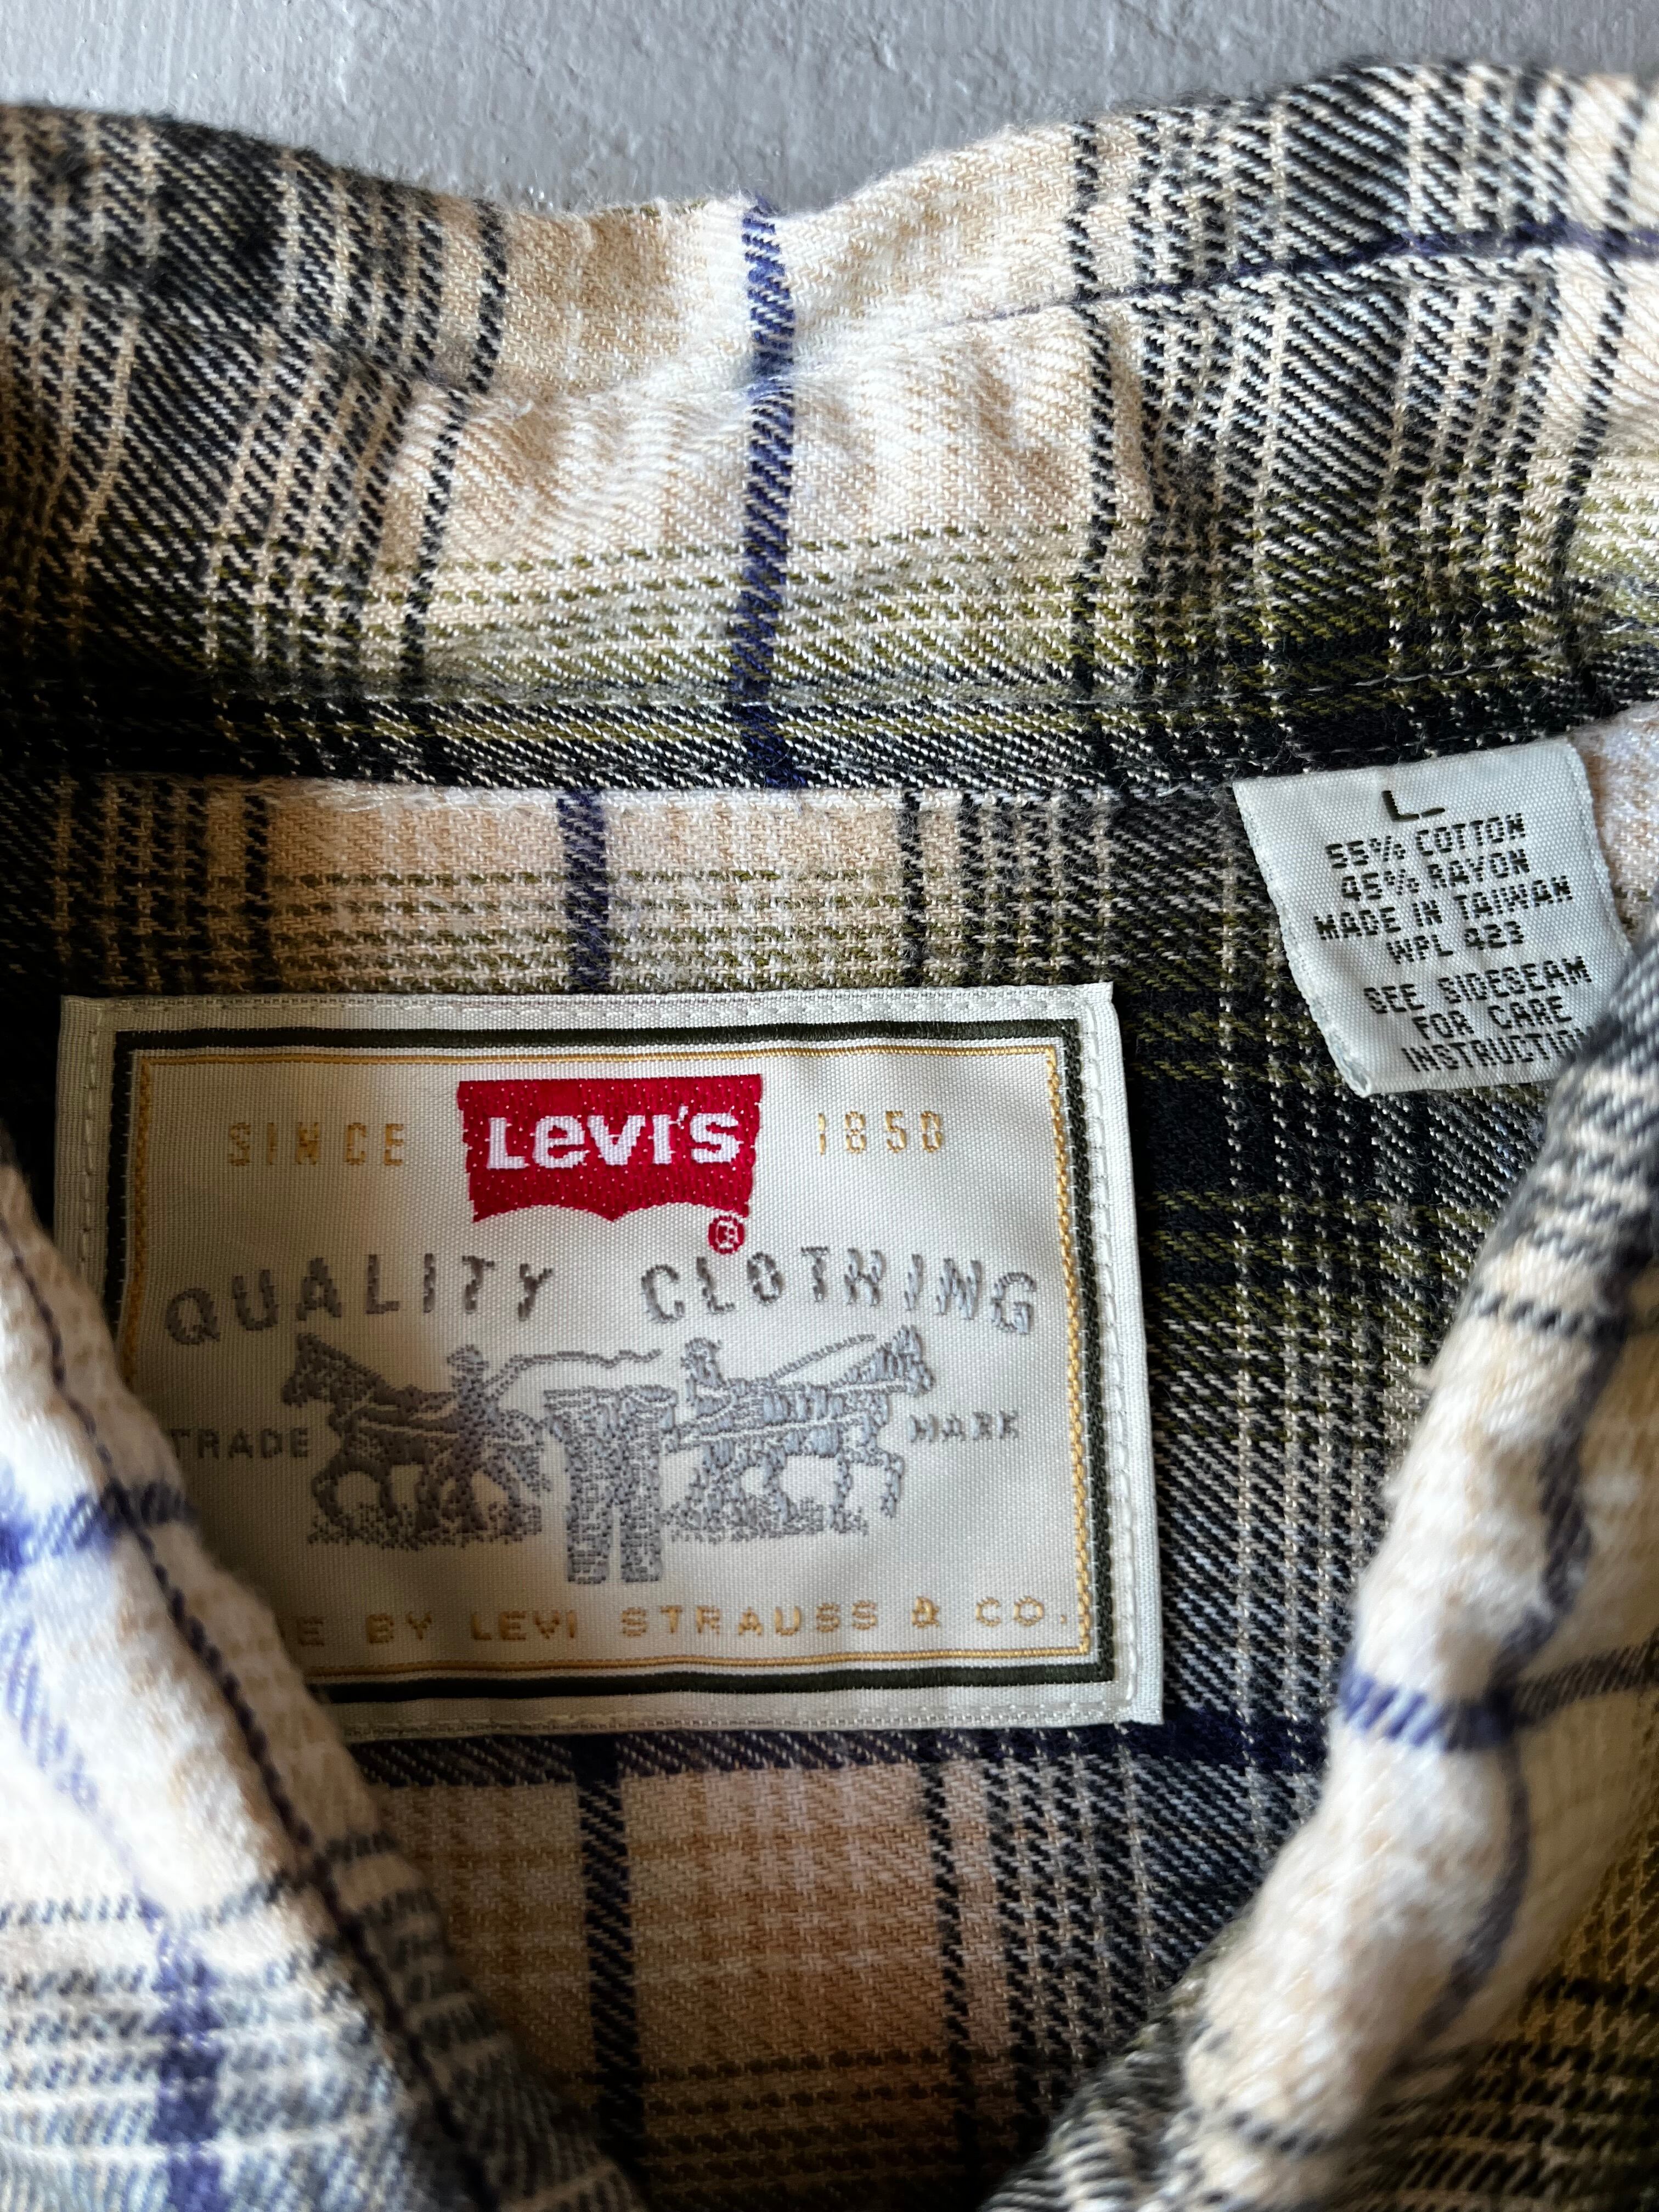 L
55% COTTON
45% RAYON
MADE IN TAIWAN
WPL 423
SEE SIDESEAM
FOR CARE
SINCE LEVI'S 1850
®
QUALITY CLOTHING
TRADE MARK
BY LEVI STRAUSS & CO.